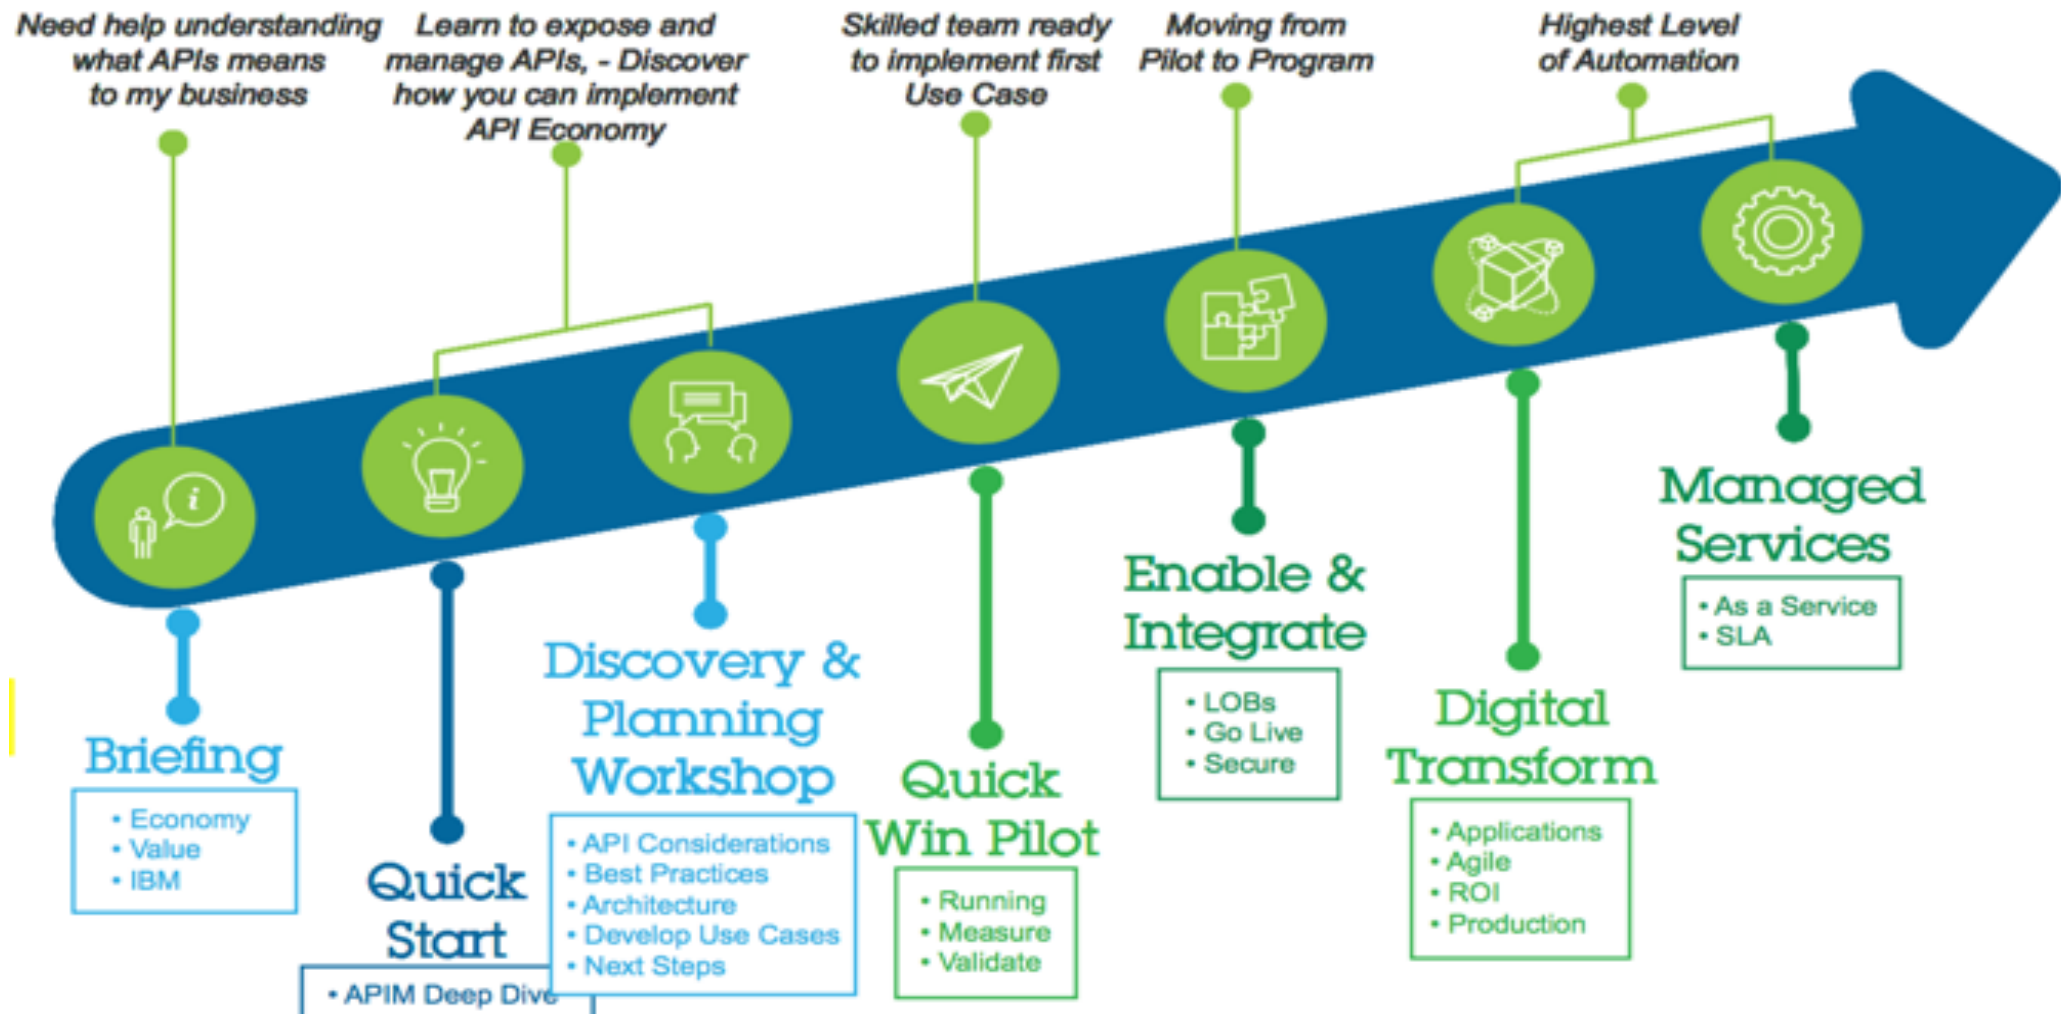 Need help understanding
what APIs means
to my business
Learn to expose and
manage APIs, - Discover
how you can implement
API Economy
Skilled team ready
to implement first
Use Case
Moving from
Pilot to Program
Highest Level
of Automation
i
Briefing
• Economy
• Value
• IBM
Quick
Start
• APIM Deep Dive
Discovery &
Planning
Workshop
• API Considerations
• Best Practices
• Architecture
• Develop Use Cases
• Next Steps
Quick
Win Pilot
• Running
• Measure
• Validate
Enable &
Integrate
• LOBs
• Go Live
• Secure
Digital
Transform
• Applications
• Agile
• ROI
• Production
Managed
Services
• As a Service
• SLA